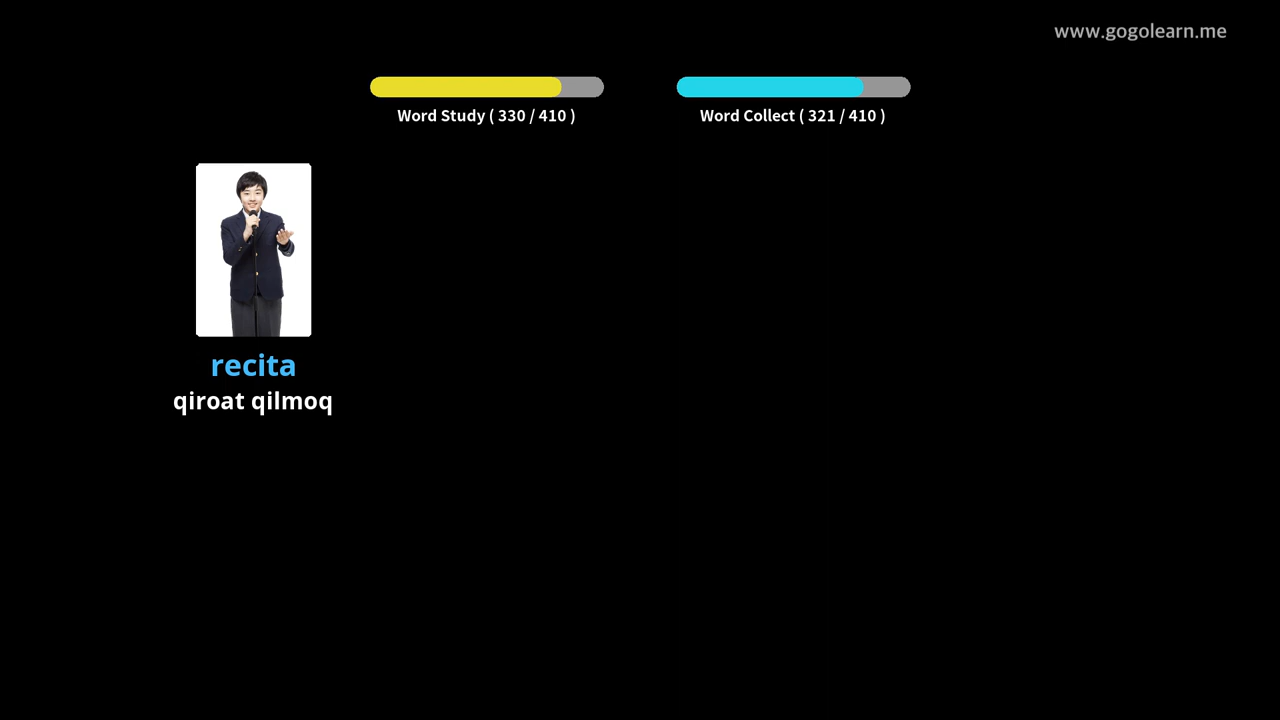 www.gogolearn.me
Word Study ( 330 / 410 )
Word Collect ( 321 / 410 )
recita
qiroat qilmoq